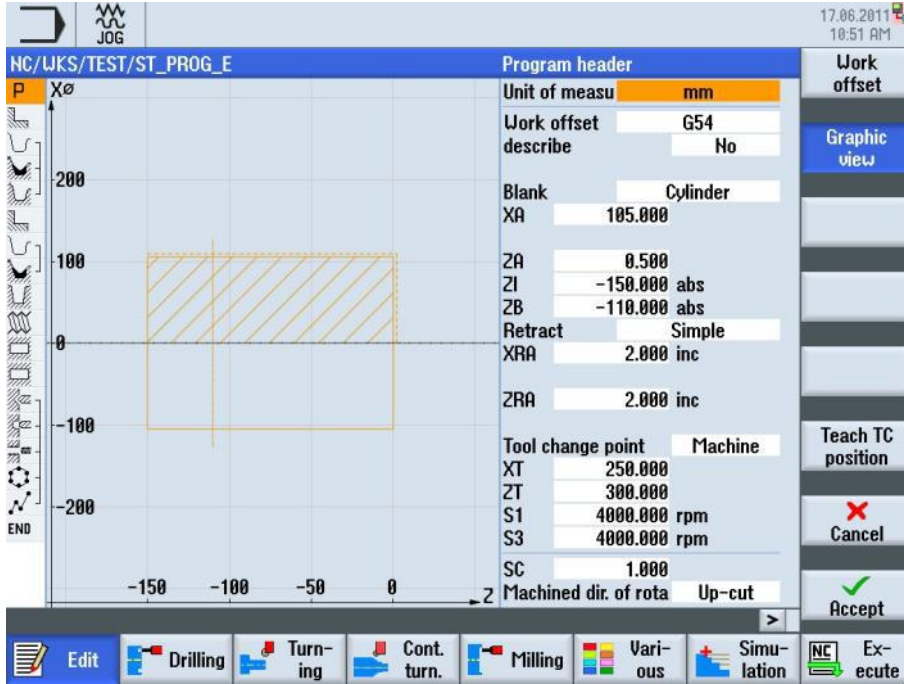 JOG
17.06.2011
10:51 AM
NC/WKS/TEST/ST_PROG_E
Program header
P
XØ
200
100
0
-100
-200
END
-150
-100
-50
0
Z
Unit of measu mm
Work offset G54
describe No
Blank Cylinder
XA 105.000
ZA 0.500
ZI -150.000 abs
ZB -110.000 abs
Retract Simple
XRA 2.000 inc
ZRA 2.000 inc
Tool change point Machine
XT 250.000
ZT 300.000
S1 4000.000 rpm
S3 4000.000 rpm
SC 1.000
Machined dir. of rota Up-cut
>
Work
offset
Graphic
view
Teach TC
position
Cancel
Accept
Edit
Drilling
Turn-
ing
Cont.
turn.
Milling
Vari-
ous
Simu-
lation
NC
Ex-
ecute